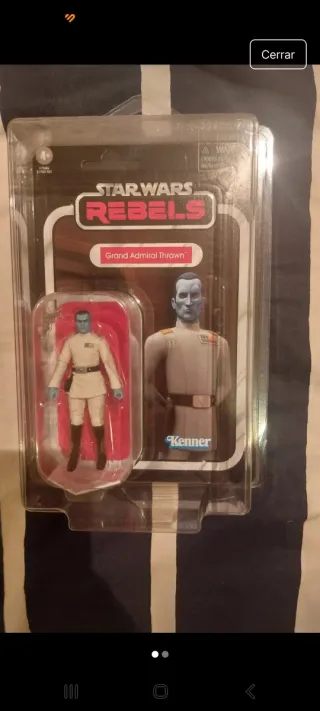 Cerrar
STAR WARS
REBELS
Grand Admiral Thrawn
Kenner